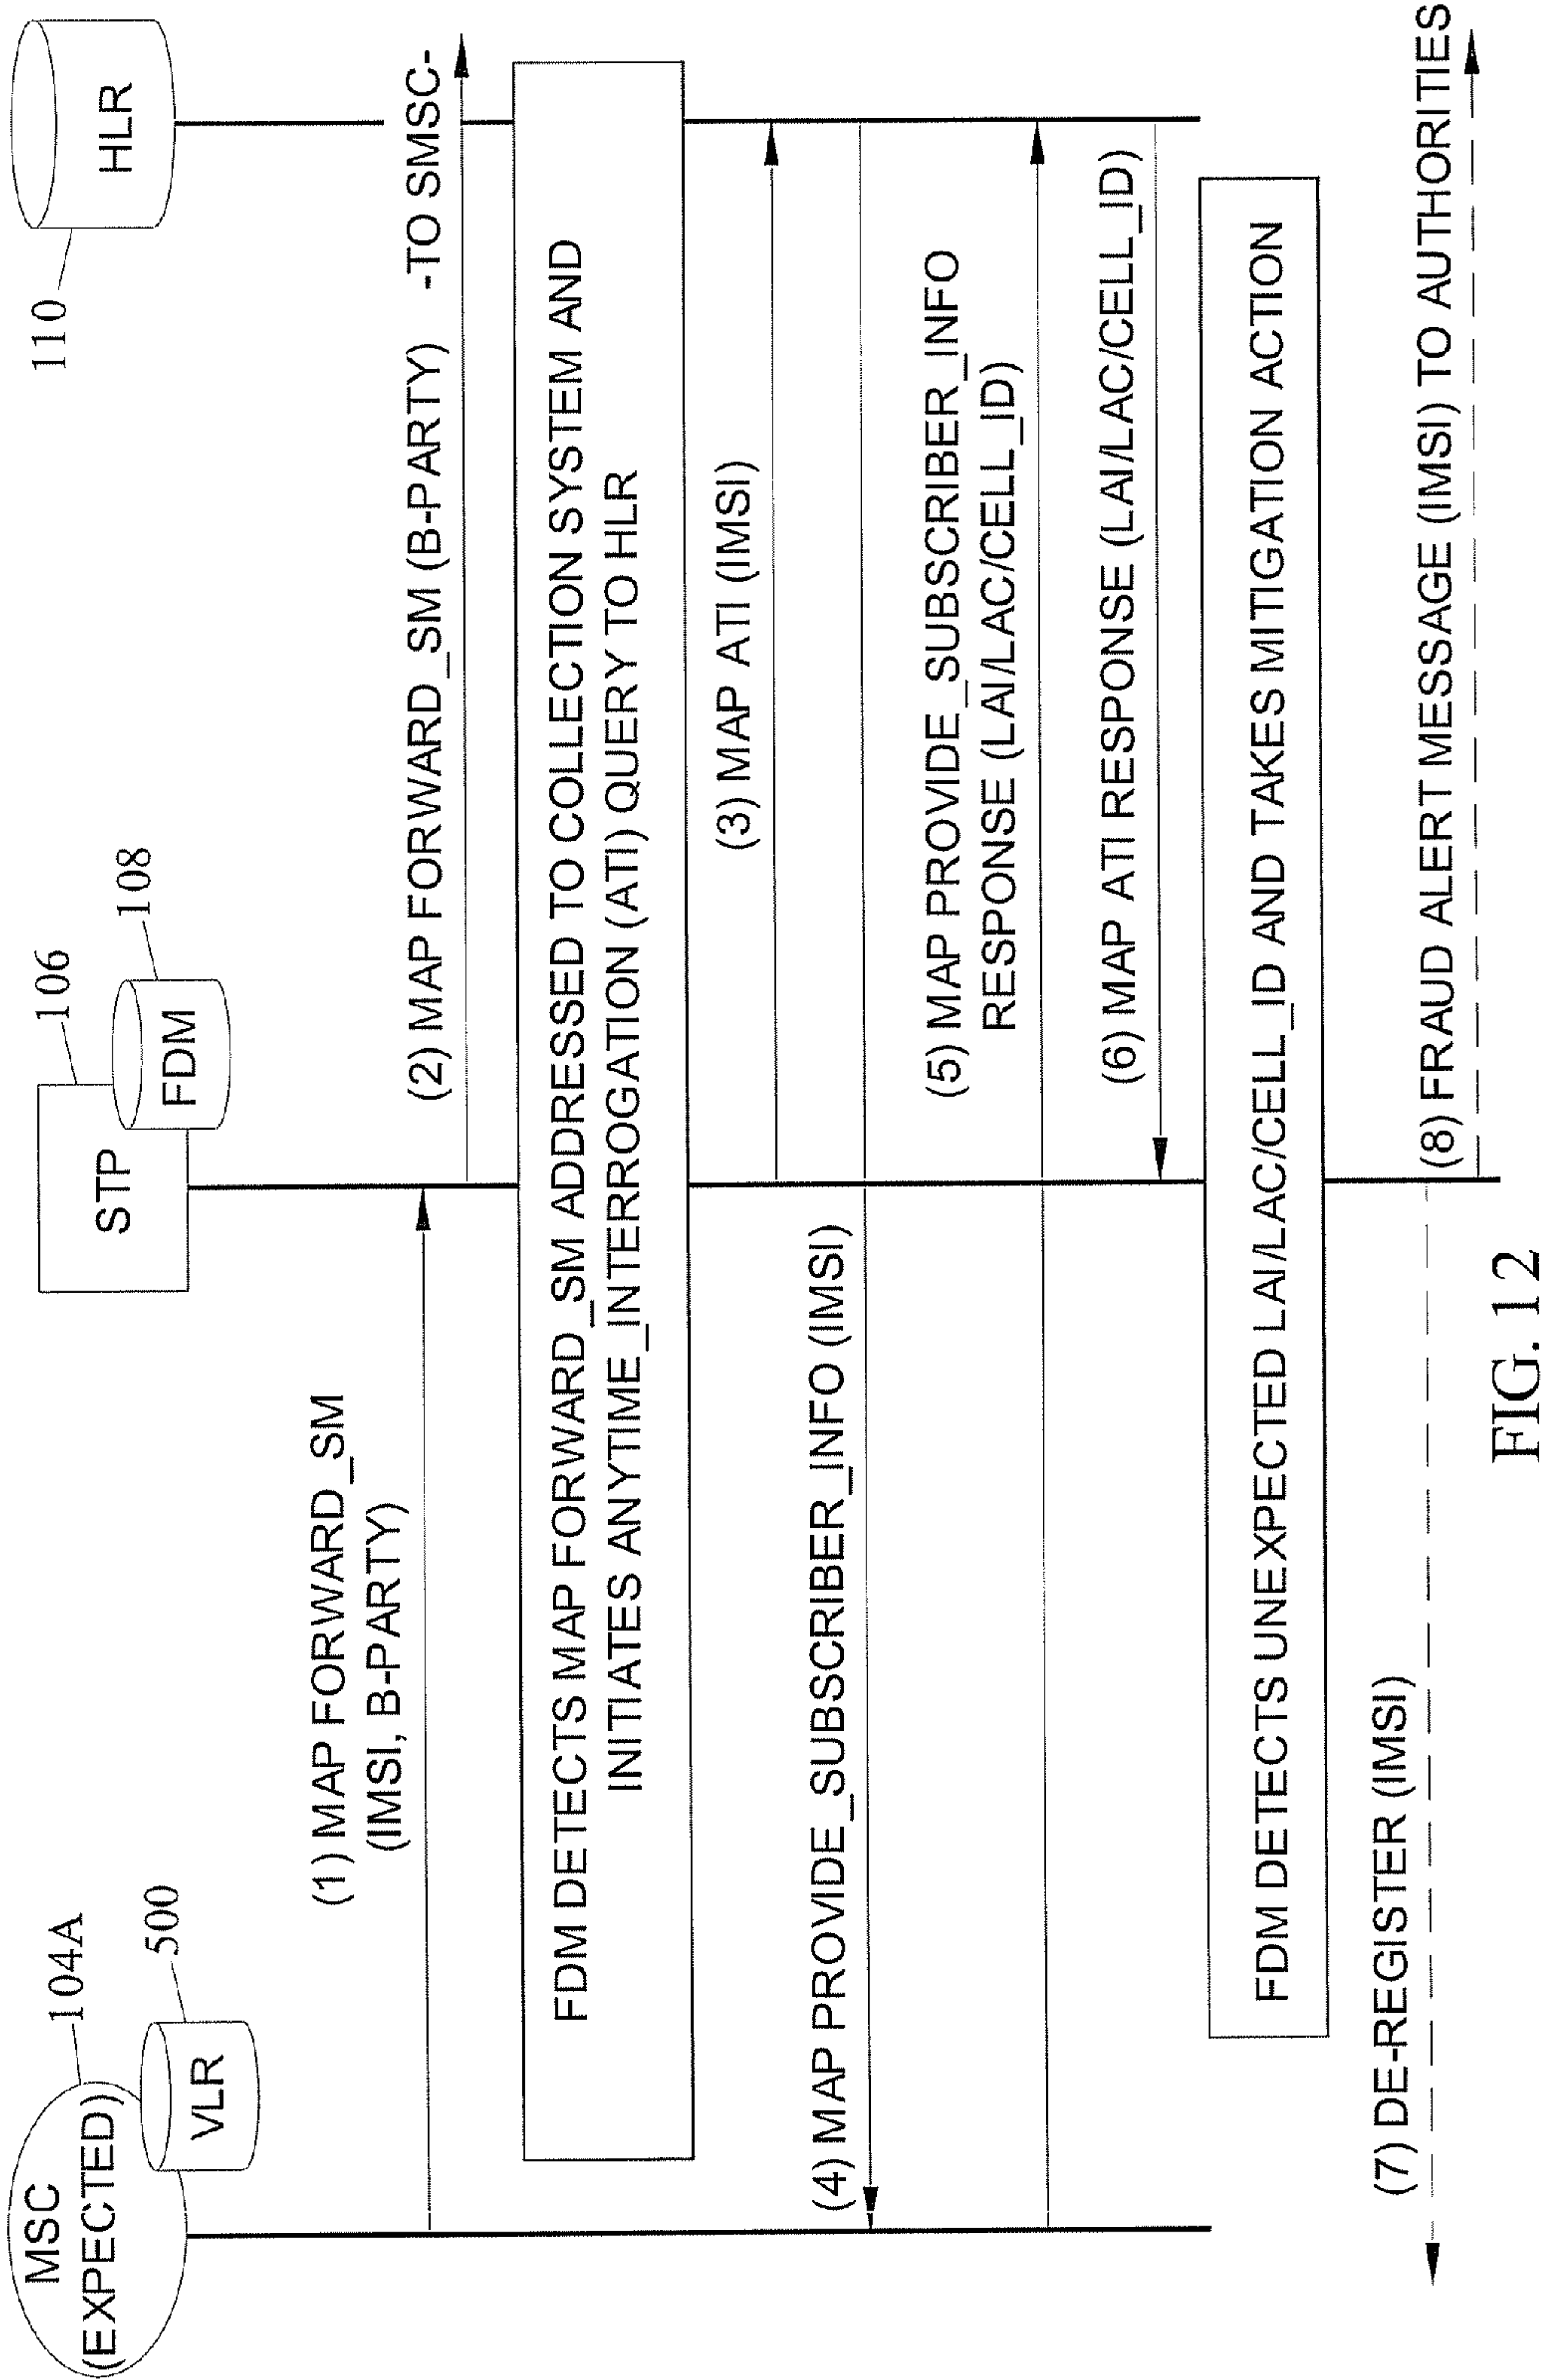 MSC
(EXPECTED)
104A
VLR
500
STP
106
FDM
108
HLR
110
(1) MAP FORWARD_SM
(IMSI, B-PARTY)
(2) MAP FORWARD_SM (B-PARTY) -TO SMSC-
FDM DETECTS MAP FORWARD_SM ADDRESSED TO COLLECTION SYSTEM AND
INITIATES ANYTIME_INTERROGATION (ATI) QUERY TO HLR
(3) MAP ATI (IMSI)
(4) MAP PROVIDE_SUBSCRIBER_INFO (IMSI)
(5) MAP PROVIDE_SUBSCRIBER_INFO
RESPONSE (LAI/LAC/CELL_ID)
(6) MAP ATI RESPONSE (LAI/LAC/CELL_ID)
FDM DETECTS UNEXPECTED LAI/LAC/CELL_ID AND TAKES MITIGATION ACTION
(7) DE-REGISTER (IMSI)
(8) FRAUD ALERT MESSAGE (IMSI) TO AUTHORITIES
FIG. 12